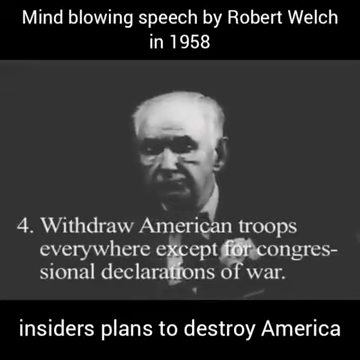 Mind blowing speech by Robert Welch
in 1958
4. Withdraw American troops
everywhere except for congres-
sional declarations of war.
insiders plans to destroy America